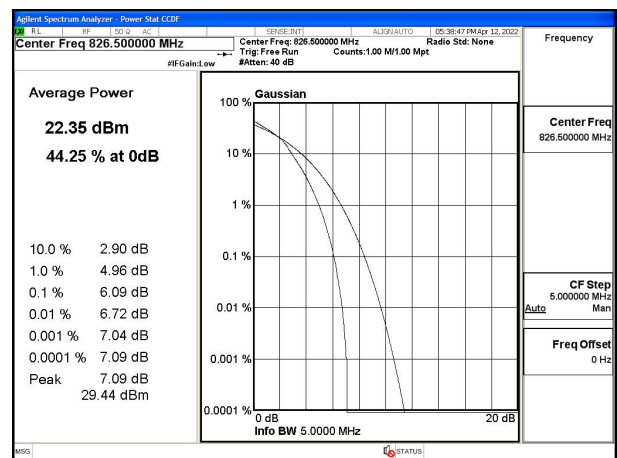 Agilent Spectrum Analyzer - Power Stat CCDF
LXI RL RF 50 Ω AC SENSE:INT ALIGN AUTO 05:38:47 PM Apr 12, 2022
Center Freq 826.500000 MHz
Center Freq: 826.500000 MHz Radio Std: None
Trig: Free Run Counts:1.00 M/1.00 Mpt
#IFGain:Low #Atten: 40 dB
Frequency
Average Power
22.35 dBm
44.25 % at 0dB
10.0 % 2.90 dB
1.0 % 4.96 dB
0.1 % 6.09 dB
0.01 % 6.72 dB
0.001 % 7.04 dB
0.0001 % 7.09 dB
Peak 7.09 dB
29.44 dBm
Gaussian
100 %
10 %
1 %
0.1 %
0.01 %
0.001 %
0.0001 %
0 dB 20 dB
Info BW 5.0000 MHz
Center Freq
826.500000 MHz
CF Step
5.000000 MHz
Auto Man
Freq Offset
0 Hz
MSG STATUS